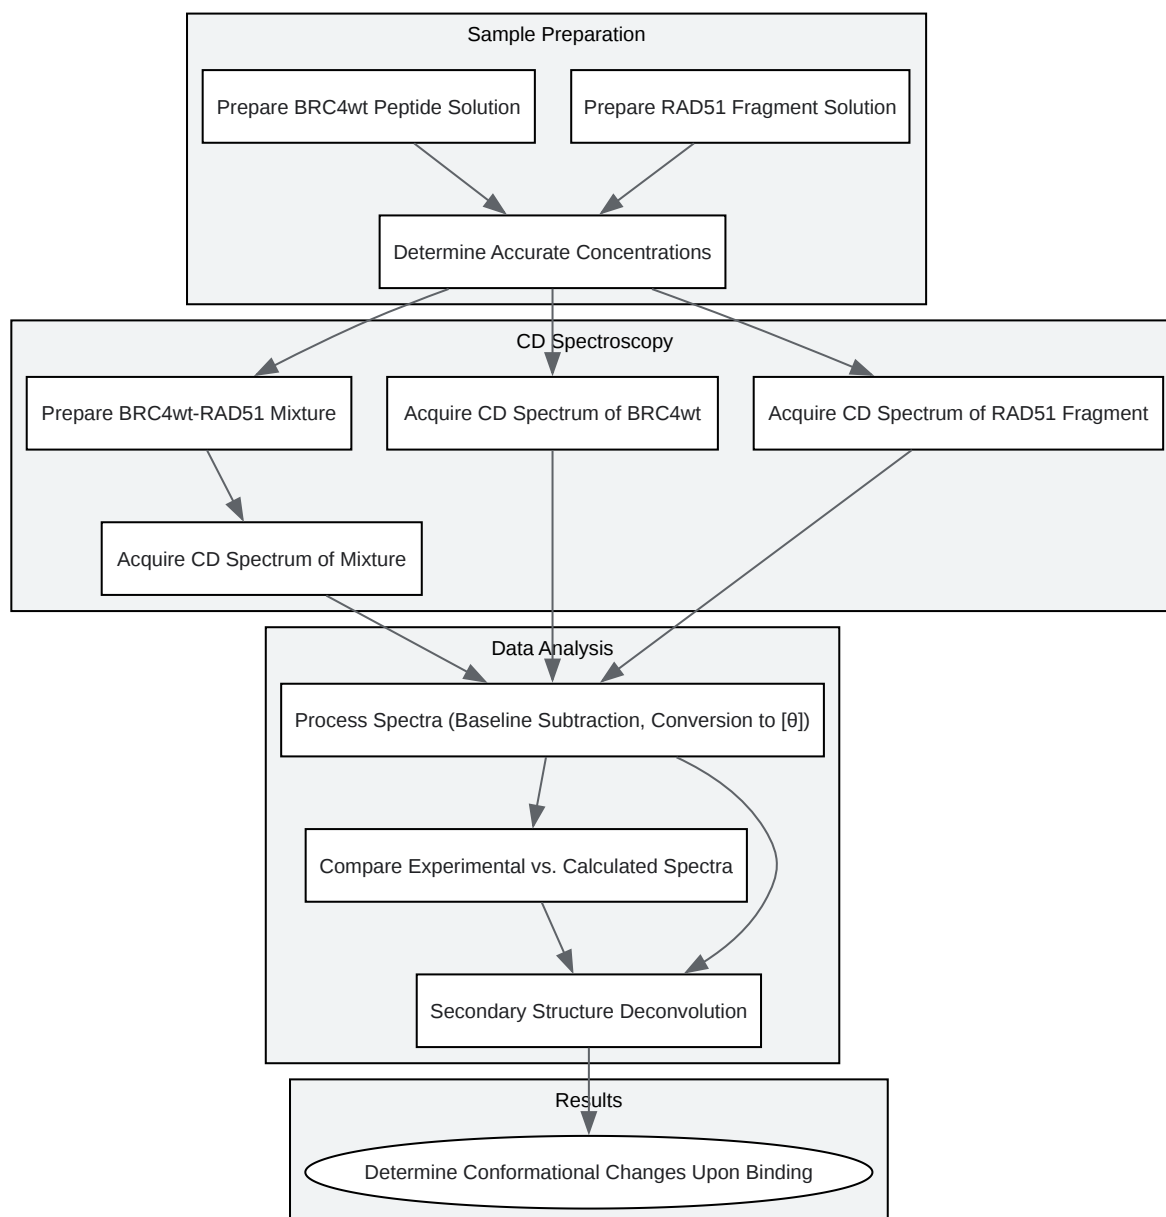 Sample Preparation
Prepare BRC4wt Peptide Solution
Prepare RAD51 Fragment Solution
Determine Accurate Concentrations
CD Spectroscopy
Prepare BRC4wt-RAD51 Mixture
Acquire CD Spectrum of BRC4wt
Acquire CD Spectrum of RAD51 Fragment
Acquire CD Spectrum of Mixture
Data Analysis
Process Spectra (Baseline Subtraction, Conversion to [θ])
Compare Experimental vs. Calculated Spectra
Secondary Structure Deconvolution
Results
Determine Conformational Changes Upon Binding